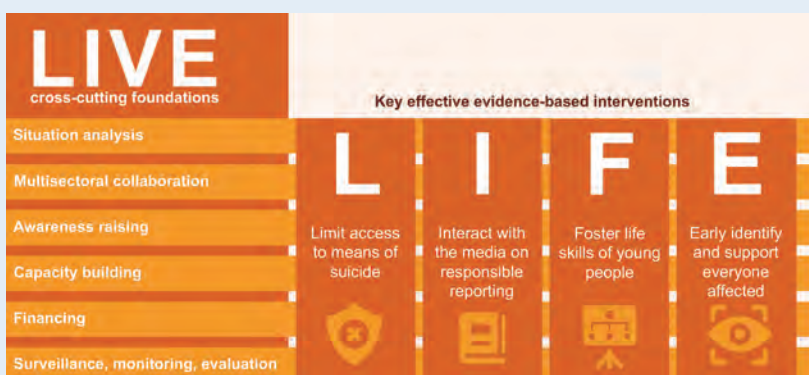 LIVE
cross-cutting foundations
Key effective evidence-based interventions
Situation analysis
Multisectoral collaboration
Awareness raising
Capacity building
Financing
Surveillance, monitoring, evaluation
L
Limit access
to means of
suicide
I
Interact with
the media on
responsible
reporting
F
Foster life
skills of young
people
E
Early identify
and support
everyone
affected